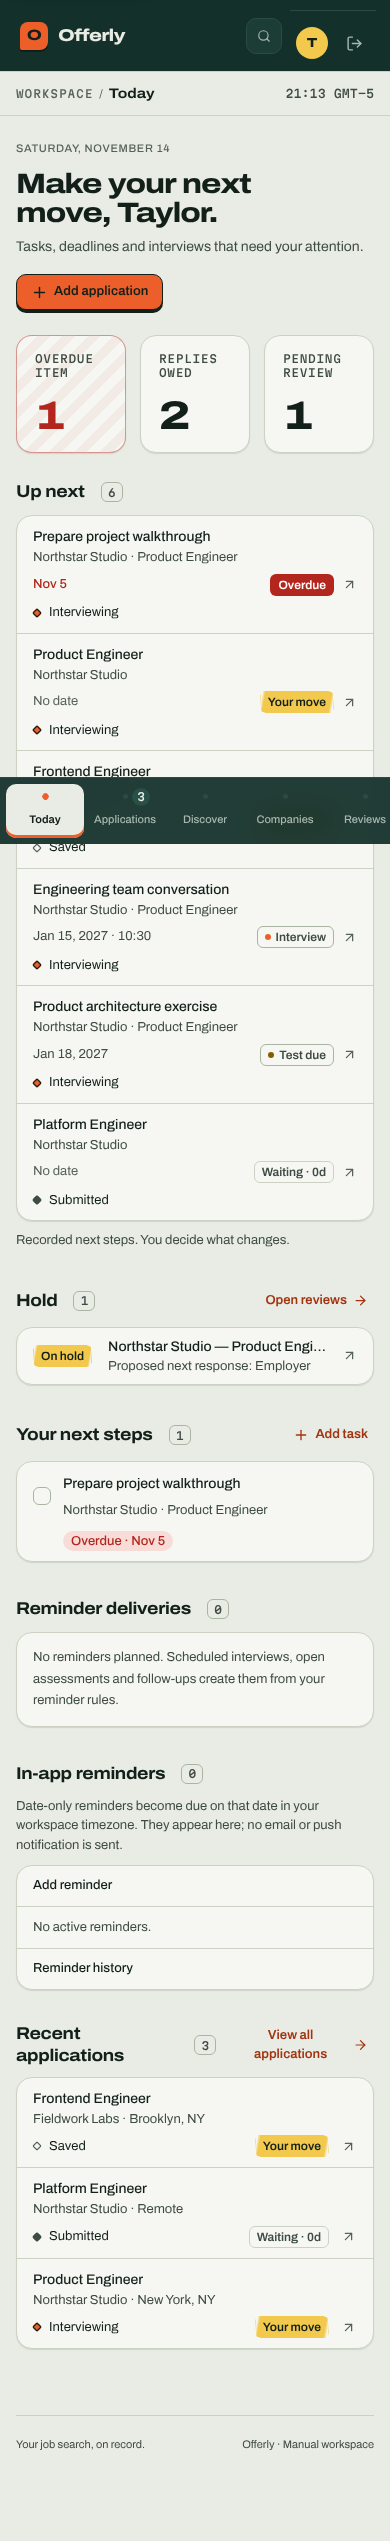 O Offerly
T
WORKSPACE / Today
21:13 GMT-5
SATURDAY, NOVEMBER 14
Make your next
move, Taylor.
Tasks, deadlines and interviews that need your attention.
+ Add application
OVERDUE
ITEM
1
REPLIES
OWED
2
PENDING
REVIEW
1
Up next 6
Prepare project walkthrough
Northstar Studio · Product Engineer
Nov 5 Overdue
Interviewing
Product Engineer
Northstar Studio
No date Your move
Interviewing
Frontend Engineer
Today
3
Applications
Discover
Companies
Reviews
Saved
Engineering team conversation
Northstar Studio · Product Engineer
Jan 15, 2027 · 10:30 Interview
Interviewing
Product architecture exercise
Northstar Studio · Product Engineer
Jan 18, 2027 Test due
Interviewing
Platform Engineer
Northstar Studio
No date Waiting · 0d
Submitted
Recorded next steps. You decide what changes.
Hold 1 Open reviews →
On hold
Northstar Studio — Product Engi...
Proposed next response: Employer
Your next steps 1 + Add task
Prepare project walkthrough
Northstar Studio · Product Engineer
Overdue · Nov 5
Reminder deliveries 0
No reminders planned. Scheduled interviews, open
assessments and follow-ups create them from your
reminder rules.
In-app reminders 0
Date-only reminders become due on that date in your
workspace timezone. They appear here; no email or push
notification is sent.
Add reminder
No active reminders.
Reminder history
Recent
applications
3
View all
applications →
Frontend Engineer
Fieldwork Labs · Brooklyn, NY
Saved Your move
Platform Engineer
Northstar Studio · Remote
Submitted Waiting · 0d
Product Engineer
Northstar Studio · New York, NY
Interviewing Your move
Your job search, on record.
Offerly · Manual workspace